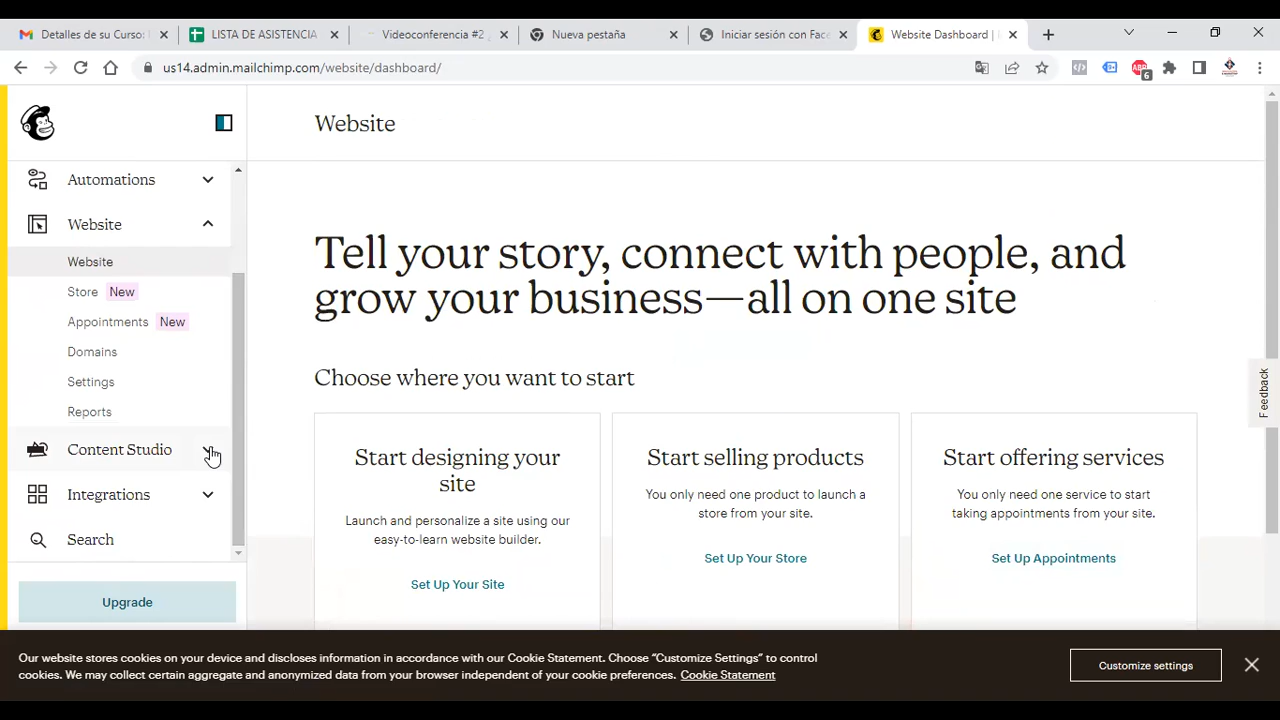 Detalles de su Curso:
LISTA DE ASISTENCIA
Videoconferencia #2
Nueva pestaña
Iniciar sesión con Face
Website Dashboard |
us14.admin.mailchimp.com/website/dashboard/
6
Website
Automations
Website
Website
Store New
Appointments New
Domains
Settings
Reports
Content Studio
Integrations
Search
Upgrade
Tell your story, connect with people, and
grow your business—all on one site
Choose where you want to start
Start designing your
site
Launch and personalize a site using our
easy-to-learn website builder.
Set Up Your Site
Start selling products
You only need one product to launch a
store from your site.
Set Up Your Store
Start offering services
You only need one service to start
taking appointments from your site.
Set Up Appointments
Feedback
Our website stores cookies on your device and discloses information in accordance with our Cookie Statement. Choose “Customize Settings” to control
cookies. We may collect certain aggregate and anonymized data from your browser independent of your cookie preferences. Cookie Statement
Customize settings